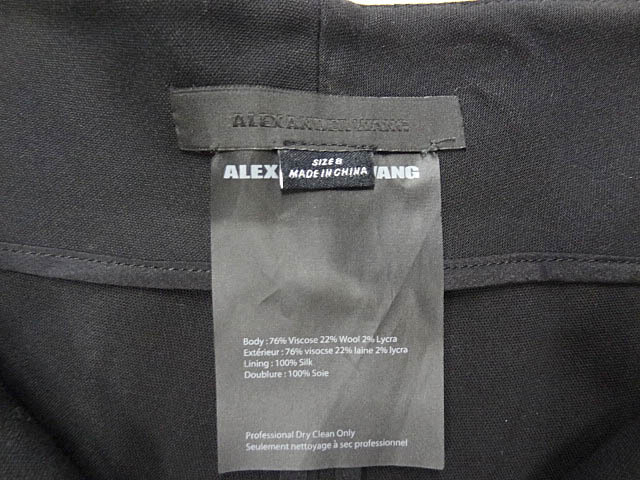 ALEXANDER WANG
SIZE 8
MADE IN CHINA
ALEX WANG
Body : 76% Viscose 22% Wool 2% Lycra
Extérieur : 76% visocse 22% laine 2% lycra
Lining : 100% Silk
Doublure : 100% Soie
Professional Dry Clean Only
Seulement nettoyage à sec professionnel